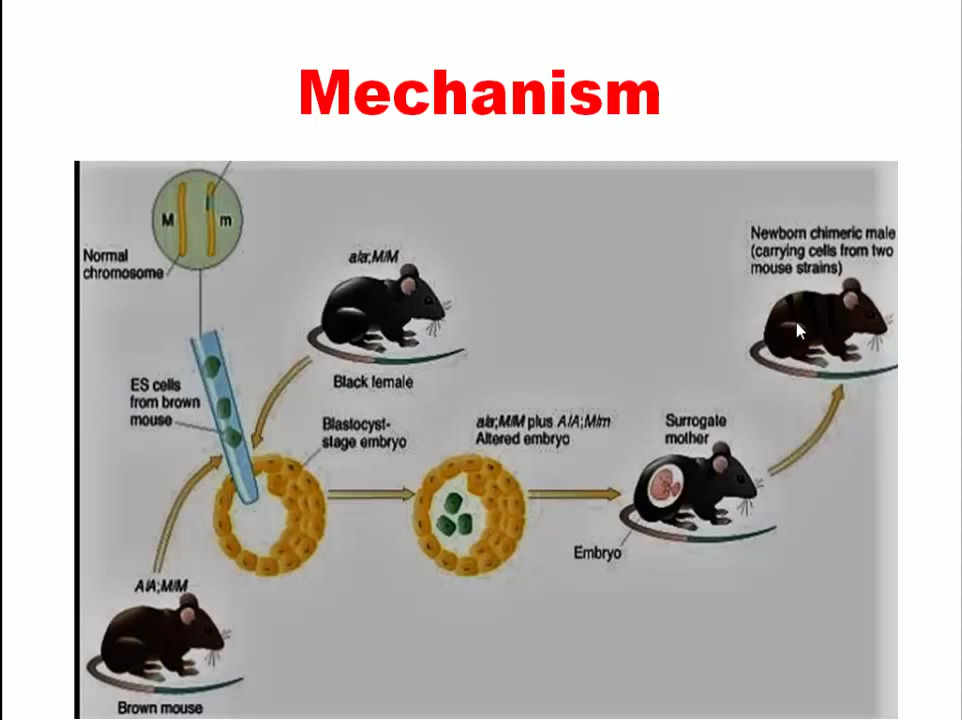 Mechanism
M
m
Normal
chromosome
a/a;M/M
Black female
ES cells
from brown
mouse
Blastocyst-
stage embryo
a/a;M/M plus A/A;M/m
Altered embryo
Surrogate
mother
Newborn chimeric male
(carrying cells from two
mouse strains)
Embryo
A/A;M/M
Brown mouse